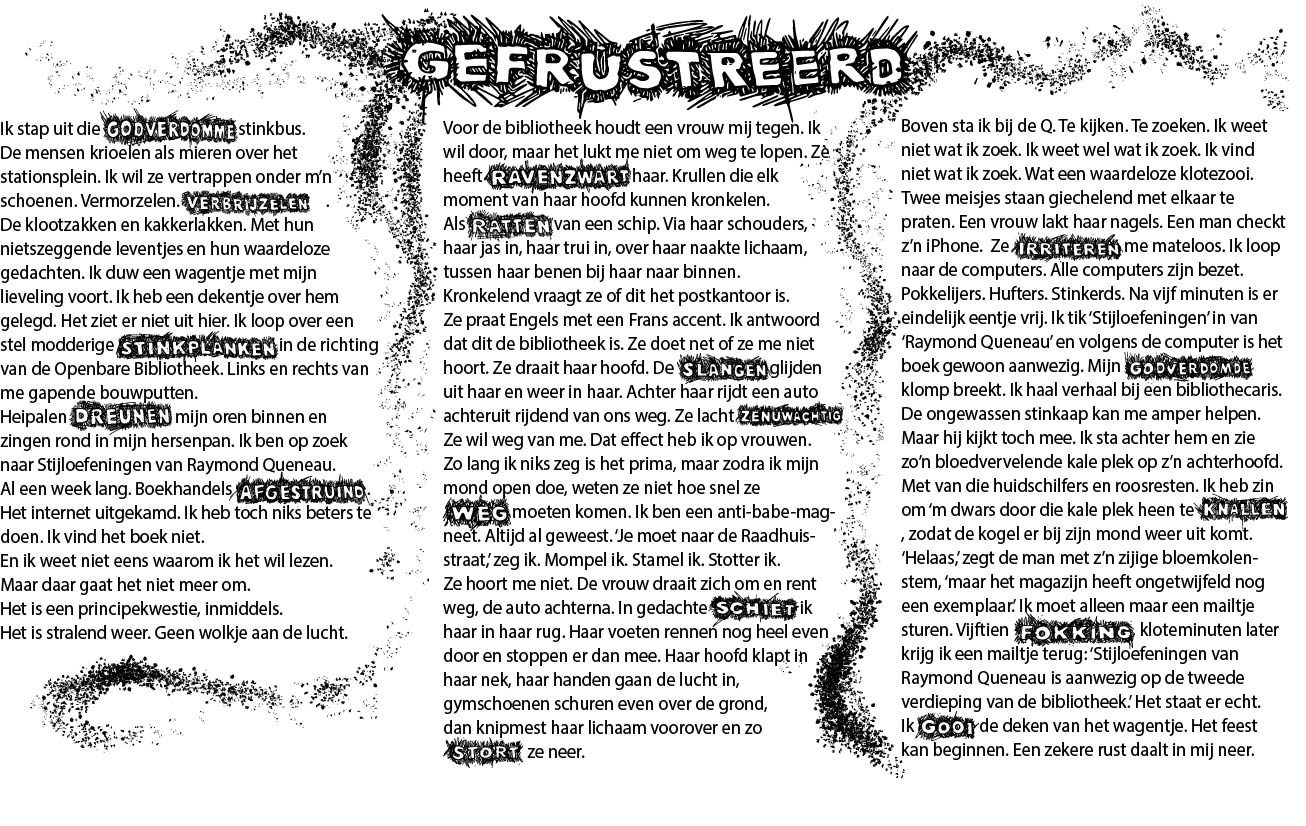 GEFRUSTREERD
Ik stap uit die GODVERDOMME stinkbus.
De mensen krioelen als mieren over het
stationsplein. Ik wil ze vertrappen onder m'n
schoenen. Vermorzelen. VERBRIJZELEN .
De klootzakken en kakkerlakken. Met hun
nietszeggende leventjes en hun waardeloze
gedachten. Ik duw een wagentje met mijn
lieveling voort. Ik heb een dekentje over hem
gelegd. Het ziet er niet uit hier. Ik loop over een
stel modderige STINKPLANKEN in de richting
van de Openbare Bibliotheek. Links en rechts van
me gapende bouwputten.
Heipalen DREUNEN mijn oren binnen en
zingen rond in mijn hersenpan. Ik ben op zoek
naar Stijloefeningen van Raymond Queneau.
Al een week lang. Boekhandels AFGESTRUIND
Het internet uitgekamd. Ik heb toch niks beters te
doen. Ik vind het boek niet.
En ik weet niet eens waarom ik het wil lezen.
Maar daar gaat het niet meer om.
Het is een principekwestie, inmiddels.
Het is stralend weer. Geen wolkje aan de lucht.
Voor de bibliotheek houdt een vrouw mij tegen. Ik
wil door, maar het lukt me niet om weg te lopen. Zè
heeft RAVENZWART haar. Krullen die elk
moment van haar hoofd kunnen kronkelen.
Als RATTEN van een schip. Via haar schouders,
haar jas in, haar trui in, over haar naakte lichaam,
tussen haar benen bij haar naar binnen.
Kronkelend vraagt ze of dit het postkantoor is.
Ze praat Engels met een Frans accent. Ik antwoord
dat dit de bibliotheek is. Ze doet net of ze me niet
hoort. Ze draait haar hoofd. De SLANGEN glijden
uit haar en weer in haar. Achter haar rijdt een auto
achteruit rijdend van ons weg. Ze lacht ZENUWACHTIG
Ze wil weg van me. Dat effect heb ik op vrouwen.
Zo lang ik niks zeg is het prima, maar zodra ik mijn
mond open doe, weten ze niet hoe snel ze
WEG moeten komen. Ik ben een anti-babe-mag-
neet. Altijd al geweest. 'Je moet naar de Raadhuis-
straat,' zeg ik. Mompel ik. Stamel ik. Stotter ik.
Ze hoort me niet. De vrouw draait zich om en rent
weg, de auto achterna. In gedachte SCHIET ik
haar in haar rug. Haar voeten rennen nog heel even
door en stoppen er dan mee. Haar hoofd klapt in
haar nek, haar handen gaan de lucht in,
gymschoenen schuren even over de grond,
dan knipmest haar lichaam voorover en zo
STORT ze neer.
Boven sta ik bij de Q. Te kijken. Te zoeken. Ik weet
niet wat ik zoek. Ik weet wel wat ik zoek. Ik vind
niet wat ik zoek. Wat een waardeloze klotezooi.
Twee meisjes staan giechelend met elkaar te
praten. Een vrouw lakt haar nagels. Een man checkt
z'n iPhone. Ze IRRITEREN me mateloos. Ik loop
naar de computers. Alle computers zijn bezet.
Pokkelijers. Hufters. Stinkerds. Na vijf minuten is er
eindelijk eentje vrij. Ik tik 'Stijloefeningen' in van
'Raymond Queneau' en volgens de computer is het
boek gewoon aanwezig. Mijn GODVERDOMDE
klomp breekt. Ik haal verhaal bij een bibliothecaris.
De ongewassen stinkaap kan me amper helpen.
Maar hij kijkt toch mee. Ik sta achter hem en zie
zo'n bloedvervelende kale plek op z'n achterhoofd.
Met van die huidschilfers en roosresten. Ik heb zin
om 'm dwars door die kale plek heen te KNALLEN
, zodat de kogel er bij zijn mond weer uit komt.
'Helaas,' zegt de man met z'n zijige bloemkolen-
stem, 'maar het magazijn heeft ongetwijfeld nog
een exemplaar.' Ik moet alleen maar een mailtje
sturen. Vijftien FOKKING kloteminuten later
krijg ik een mailtje terug: 'Stijloefeningen van
Raymond Queneau is aanwezig op de tweede
verdieping van de bibliotheek.' Het staat er echt.
Ik GOOI de deken van het wagentje. Het feest
kan beginnen. Een zekere rust daalt in mij neer.